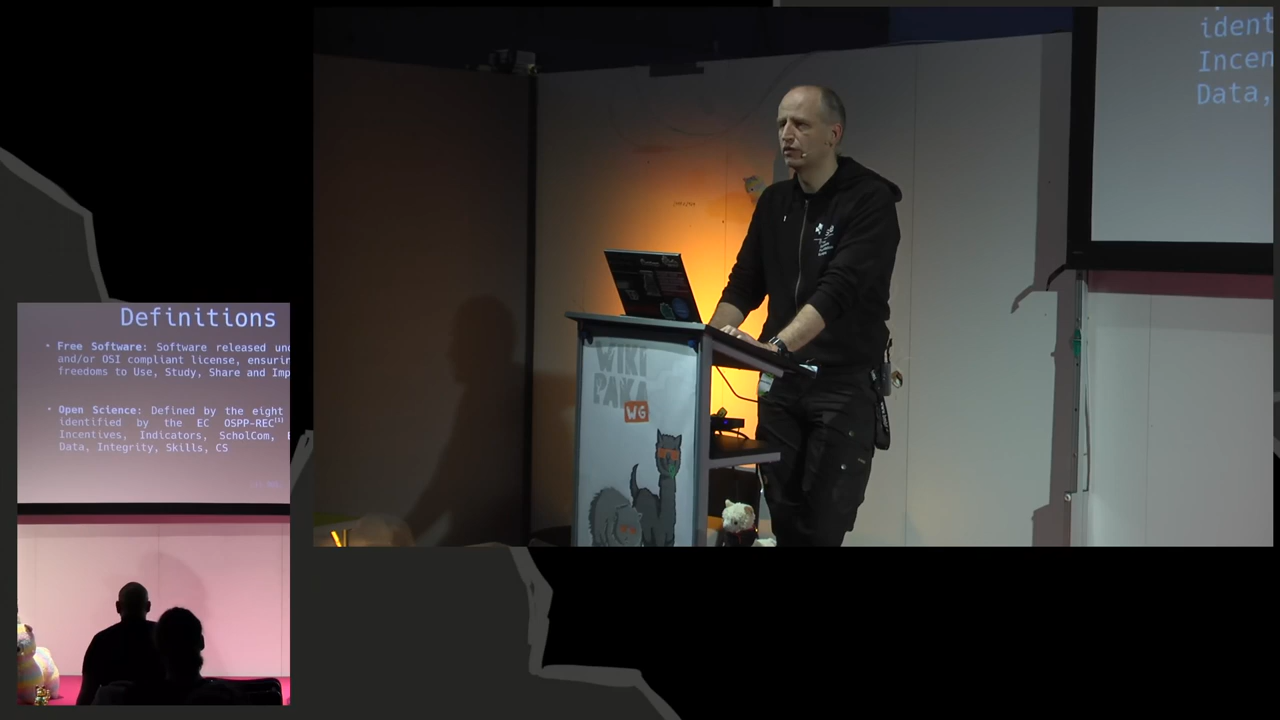 Definitions
• Free Software: Software released un
and/or OSI compliant license, ensurin
freedoms to Use, Study, Share and Imp
• Open Science: Defined by the eight
identified by the EC OSPP-REC[1]
Incentives, Indicators, ScholCom,
Data, Integrity, Skills, CS
ident
Incen
Data,
WIKI
PAKA
WG